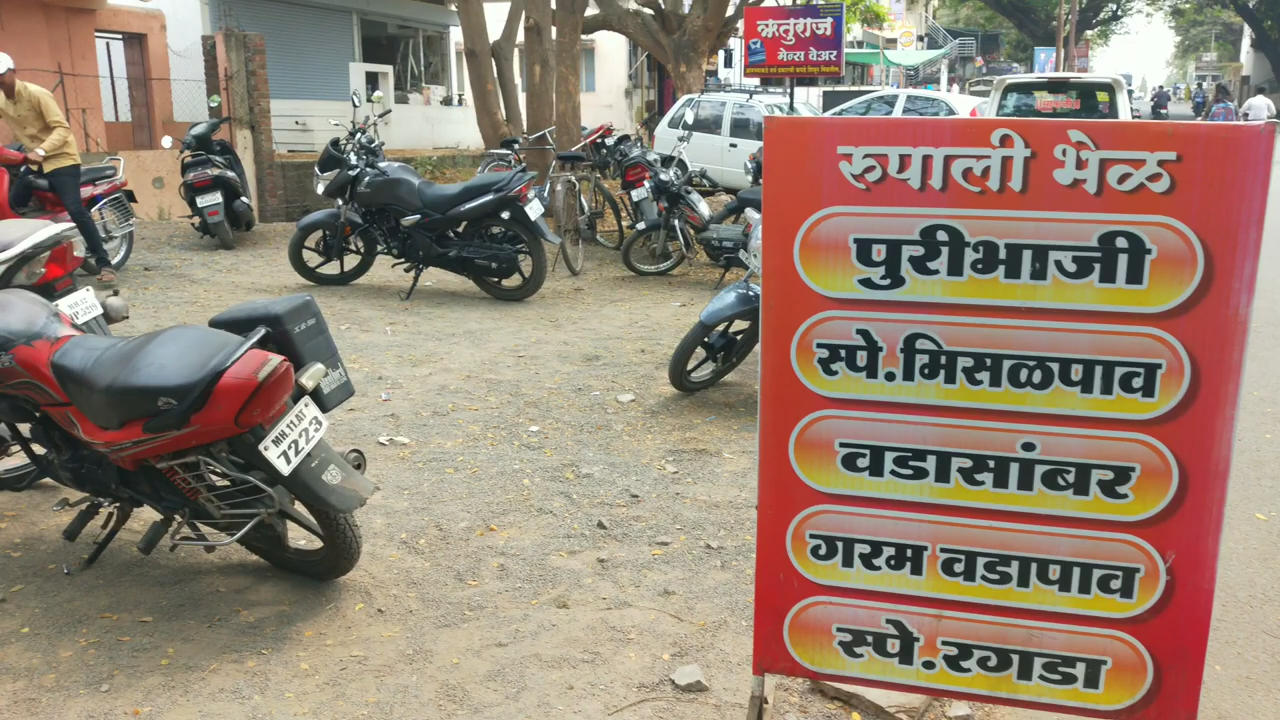 ऋतुराज
मेन्स वेअर
रुपाली भेळ
पुरीभाजी
स्पे.मिसळपाव
वडासांबर
गरम वडापाव
स्पे.रगडा
MH.11.AT
7223